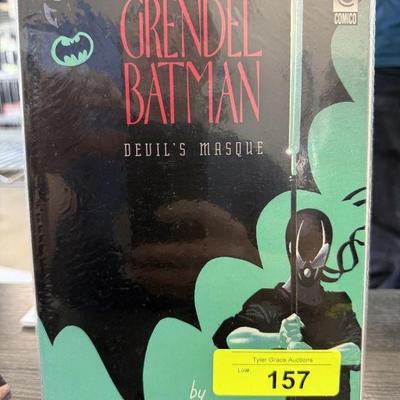 COMICO
GRENDEL
BATMAN
DEVIL'S MASQUE
Tyler Grace Auctions
Lot#:
157
by